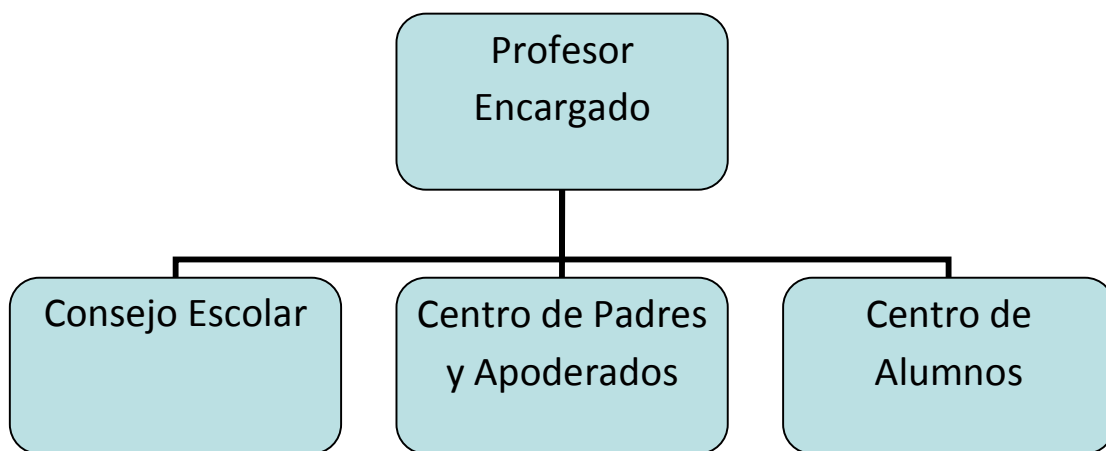 Profesor
Encargado
Consejo Escolar
Centro de Padres
y Apoderados
Centro de
Alumnos